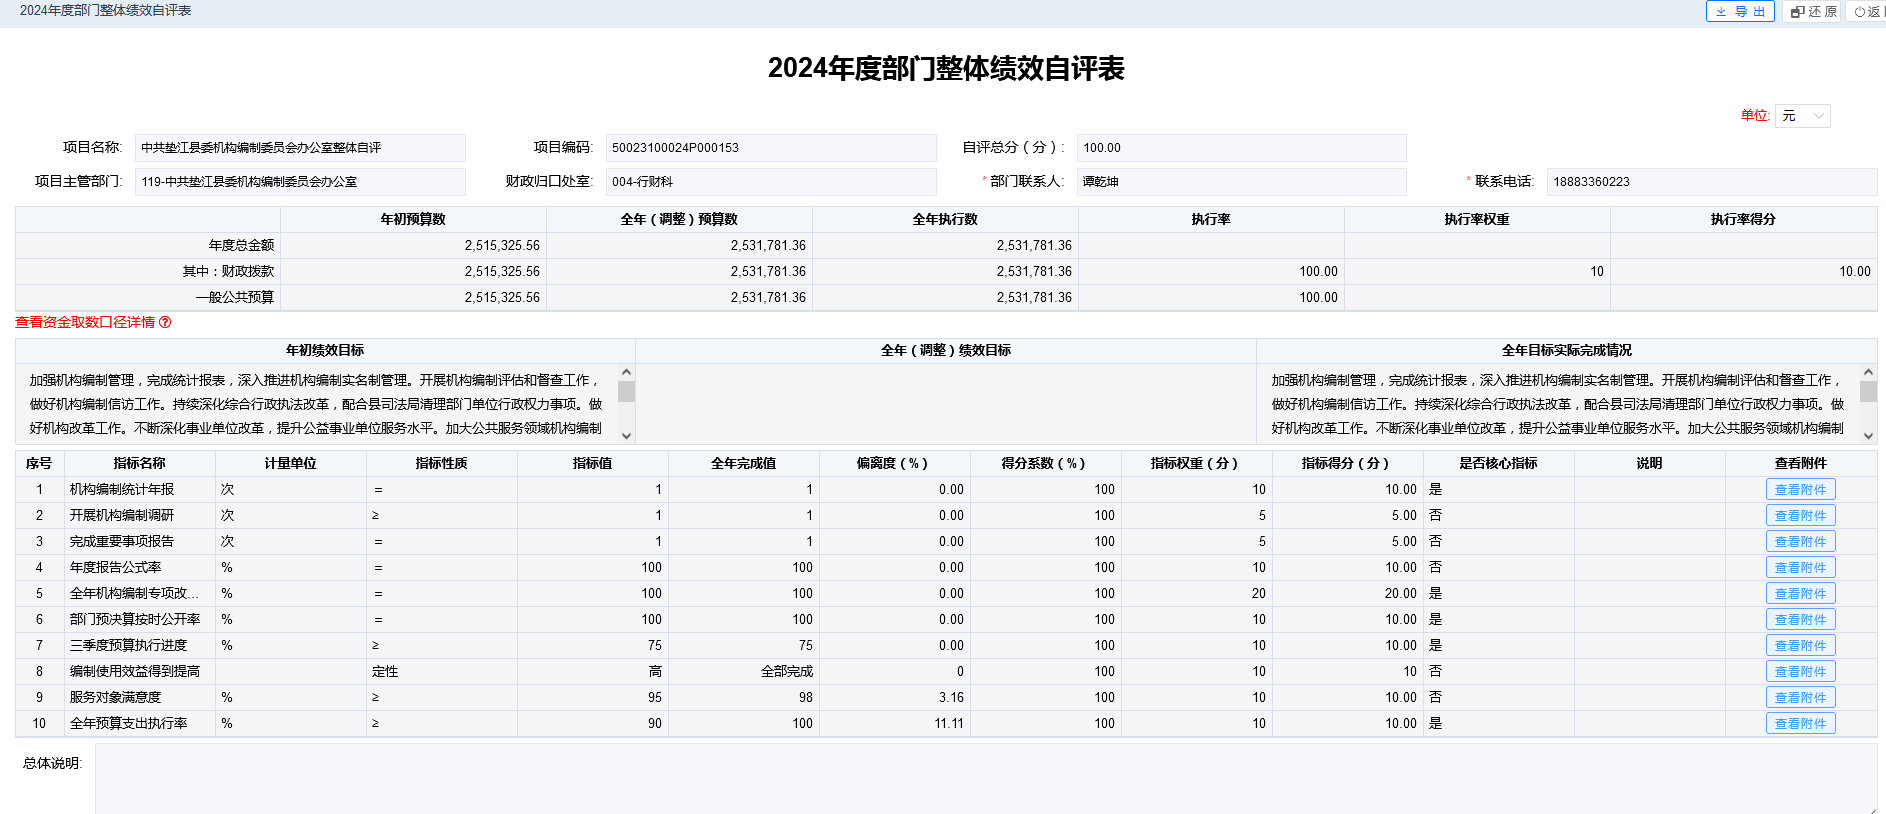 2024年度部门整体绩效自评表
导 出 还 原
2024年度部门整体绩效自评表
单位: 元
项目名称: 中共垫江县委机构编制委员会办公室整体自评 项目编码: 50023100024P000153 自评总分（分）: 100.00
项目主管部门: 119-中共垫江县委机构编制委员会办公室 财政归口处室: 004-行财科 * 部门联系人: 谭乾坤 * 联系电话: 18883360223
年初预算数 全年（调整）预算数 全年执行数 执行率 执行率权重 执行率得分
年度总金额 2,515,325.56 2,531,781.36 2,531,781.36
其中：财政拨款 2,515,325.56 2,531,781.36 2,531,781.36 100.00 10 10.00
一般公共预算 2,515,325.56 2,531,781.36 2,531,781.36 100.00
查看资金取数口径详情 ?
年初绩效目标 全年（调整）绩效目标 全年目标实际完成情况
加强机构编制管理，完成统计报表，深入推进机构编制实名制管理。开展机构编制评估和督查工作，
做好机构编制信访工作。持续深化综合行政执法改革，配合县司法局清理部门单位行政权力事项。做
好机构改革工作。不断深化事业单位改革，提升公益事业单位服务水平。加大公共服务领域机构编制
加强机构编制管理，完成统计报表，深入推进机构编制实名制管理。开展机构编制评估和督查工作，
做好机构编制信访工作。持续深化综合行政执法改革，配合县司法局清理部门单位行政权力事项。做
好机构改革工作。不断深化事业单位改革，提升公益事业单位服务水平。加大公共服务领域机构编制
序号 指标名称 计量单位 指标性质 指标值 全年完成值 偏离度（%） 得分系数（%） 指标权重（分） 指标得分（分） 是否核心指标 说明 查看附件
1 机构编制统计年报 次 = 1 1 0.00 100 10 10.00 是 查看附件
2 开展机构编制调研 次 ≥ 1 1 0.00 100 5 5.00 否 查看附件
3 完成重要事项报告 次 = 1 1 0.00 100 5 5.00 否 查看附件
4 年度报告公式率 % = 100 100 0.00 100 10 10.00 否 查看附件
5 全年机构编制专项改... % = 100 100 0.00 100 20 20.00 是 查看附件
6 部门预决算按时公开率 % = 100 100 0.00 100 10 10.00 是 查看附件
7 三季度预算执行进度 % ≥ 75 75 0.00 100 10 10.00 是 查看附件
8 编制使用效益得到提高 定性 高 全部完成 0 100 10 10 否 查看附件
9 服务对象满意度 % ≥ 95 98 3.16 100 10 10.00 否 查看附件
10 全年预算支出执行率 % ≥ 90 100 11.11 100 10 10.00 是 查看附件
总体说明: